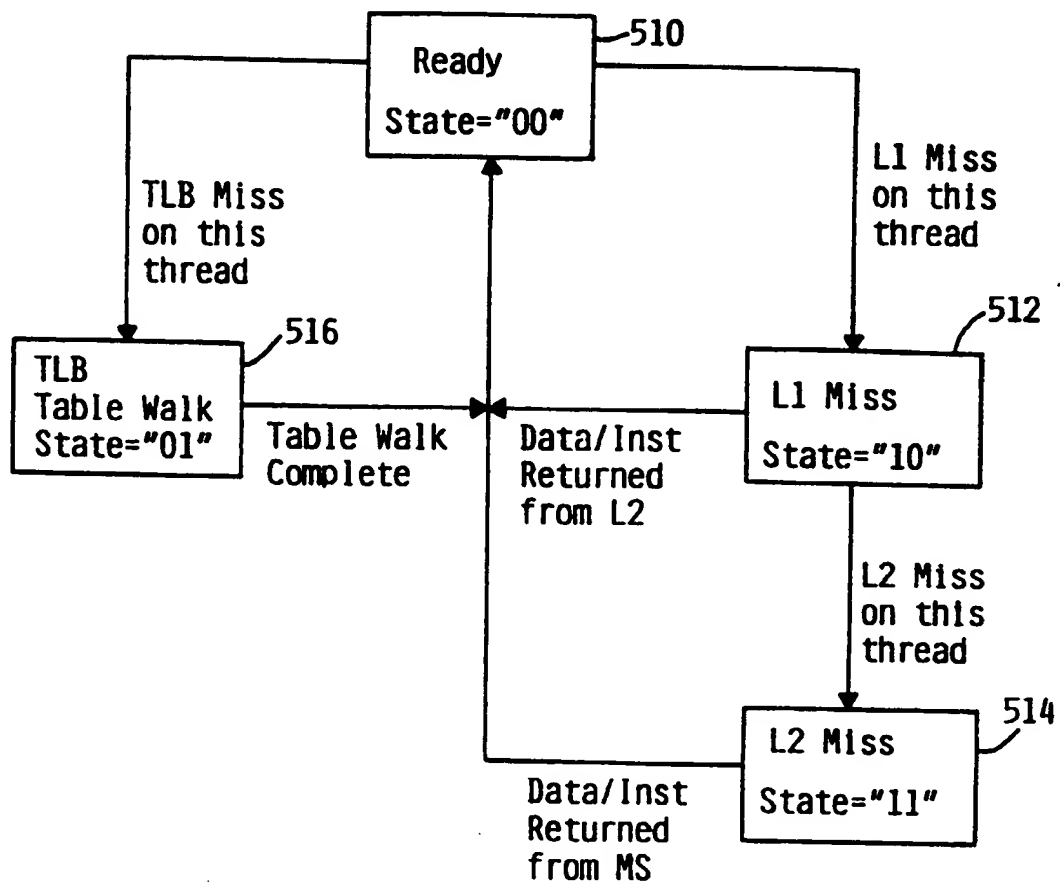 510
Ready
State="00"
TLB Miss
on this
thread
L1 Miss
on this
thread
516
TLB
Table Walk
State="01"
Table Walk
Complete
Data/Inst
Returned
from L2
512
L1 Miss
State="10"
L2 Miss
on this
thread
514
L2 Miss
State="11"
Data/Inst
Returned
from MS